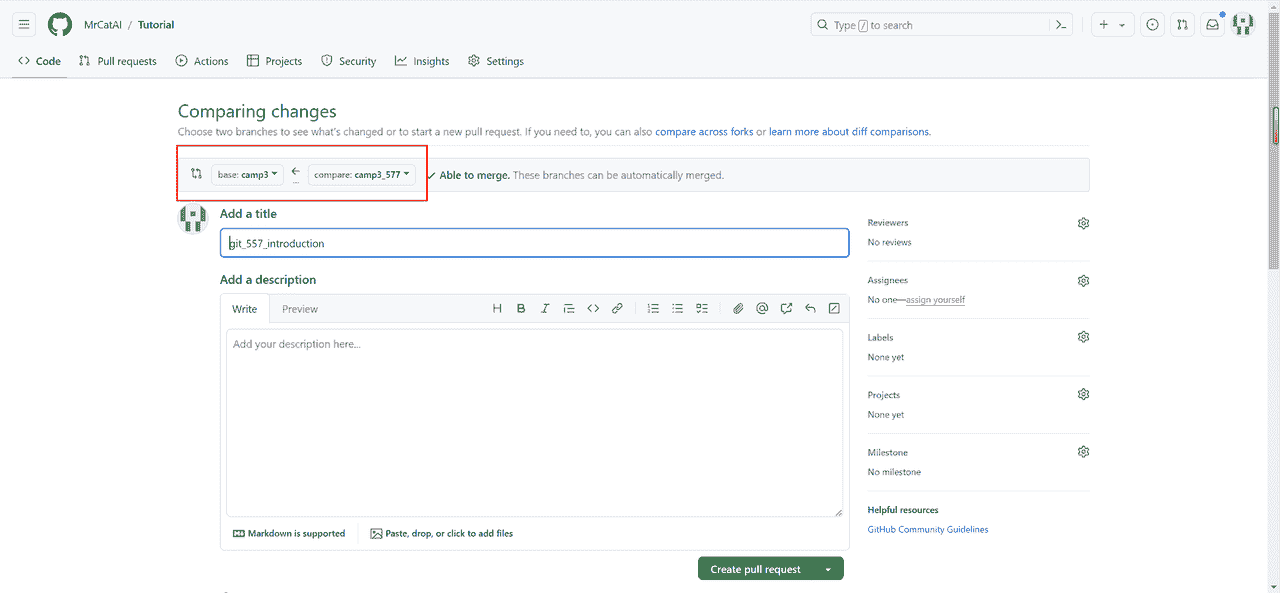 MrCatAI / Tutorial
Type / to search
Code Pull requests Actions Projects Security Insights Settings
Comparing changes
Choose two branches to see what's changed or to start a new pull request. If you need to, you can also compare across forks or learn more about diff comparisons.
base: camp3 ← compare: camp3_577 ✓ Able to merge. These branches can be automatically merged.
Add a title
git_557_introduction
Add a description
Write Preview
Add your description here...
Markdown is supported
Paste, drop, or click to add files
Create pull request
Reviewers
No reviews
Assignees
No one—assign yourself
Labels
None yet
Projects
None yet
Milestone
No milestone
Helpful resources
GitHub Community Guidelines